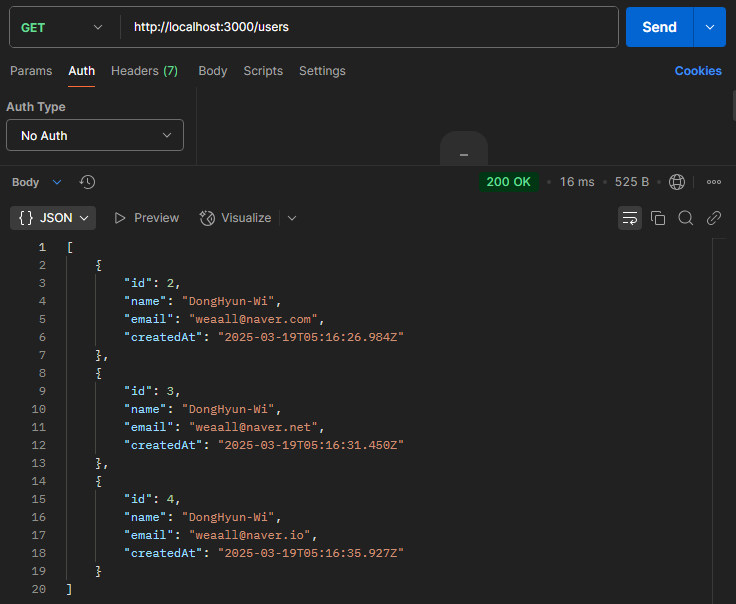 GET http://localhost:3000/users Send
Params Auth Headers (7) Body Scripts Settings Cookies
Auth Type
No Auth
Body 200 OK • 16 ms • 525 B •
{} JSON Preview Visualize
1 [
2 {
3 "id": 2,
4 "name": "DongHyun-Wi",
5 "email": "weaall@naver.com",
6 "createdAt": "2025-03-19T05:16:26.984Z"
7 },
8 {
9 "id": 3,
10 "name": "DongHyun-Wi",
11 "email": "weaall@naver.net",
12 "createdAt": "2025-03-19T05:16:31.450Z"
13 },
14 {
15 "id": 4,
16 "name": "DongHyun-Wi",
17 "email": "weaall@naver.io",
18 "createdAt": "2025-03-19T05:16:35.927Z"
19 }
20 ]